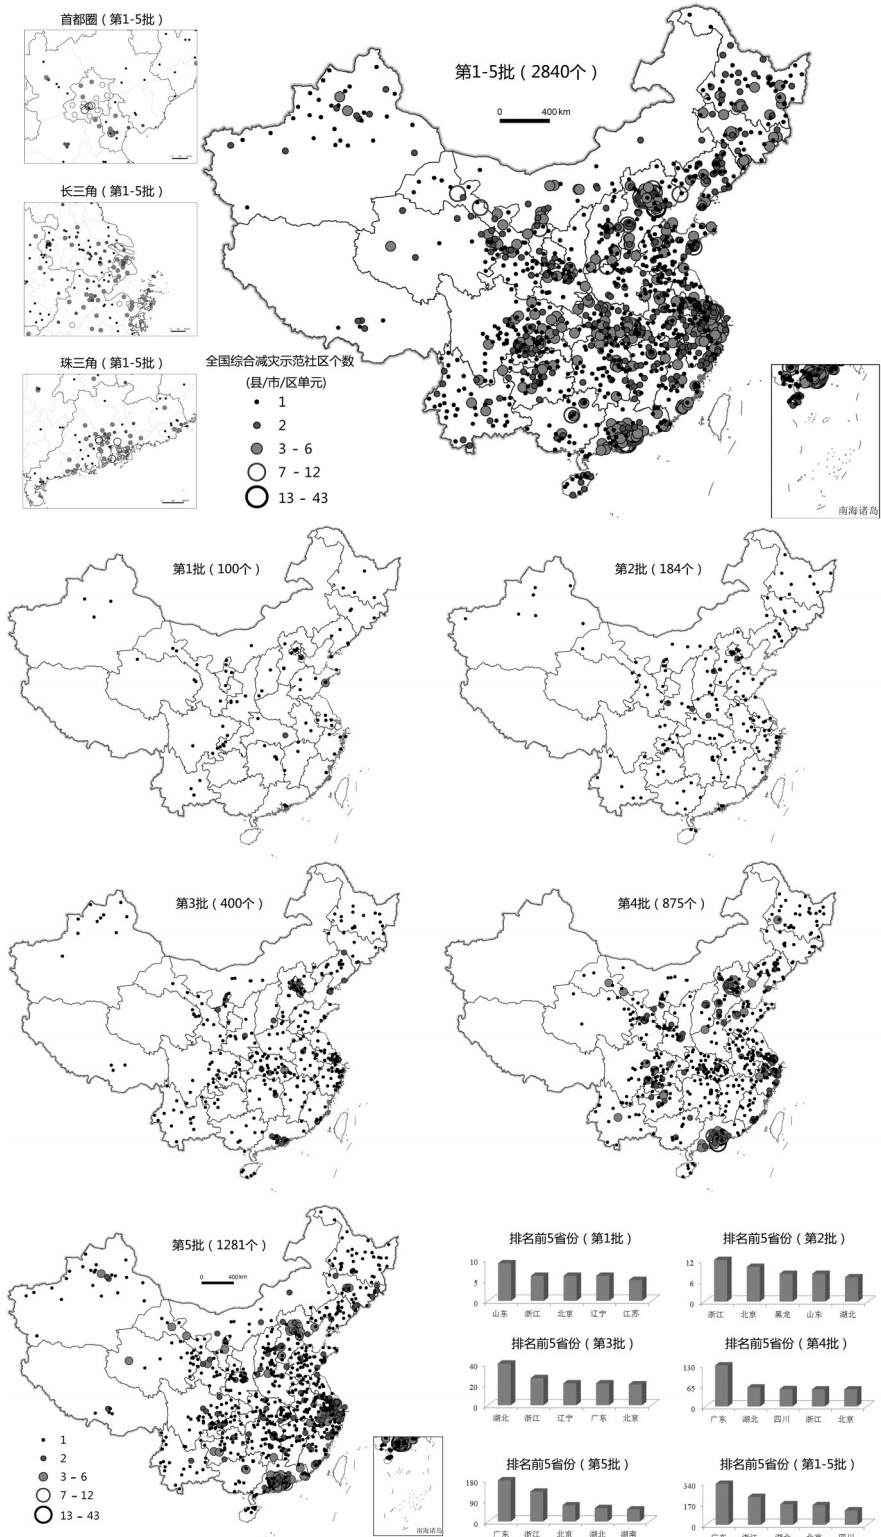 首都圈（第1-5批）
第1-5批（2840个）
0 400km
长三角（第1-5批）
珠三角（第1-5批）
全国综合减灾示范社区个数
(县/市/区单元)
1
2
3 – 6
7 – 12
13 – 43
南海诸岛
第1批（100个）
第2批（184个）
第3批（400个）
第4批（875个）
第5批（1281个）
0 400km
1
2
3 – 6
7 – 12
13 – 43
排名前5省份（第1批）
10
5
0
山东 浙江 北京 辽宁 江苏
排名前5省份（第2批）
12
6
0
浙江 北京 黑龙 山东 湖北
排名前5省份（第3批）
40
20
0
湖北 浙江 辽宁 广东 北京
排名前5省份（第4批）
130
65
0
广东 湖北 四川 浙江 北京
排名前5省份（第5批）
180
90
0
广东 浙江 北京 湖北 湖南
排名前5省份（第1-5批）
340
170
0
广东 浙江 湖北 北京 四川